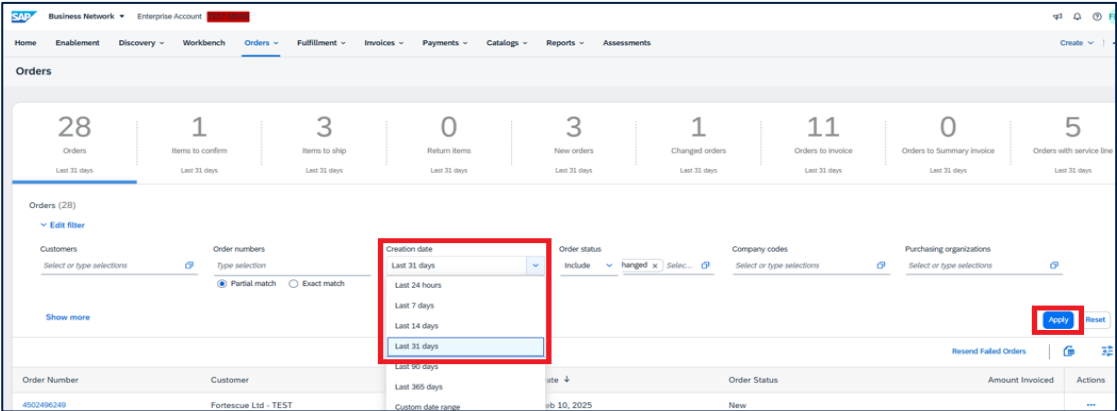 SAP Business Network Enterprise Account
Home Enablement Discovery Workbench Orders Fulfillment Invoices Payments Catalogs Reports Assessments Create
Orders
28 1 3 0 3 1 11 0 5
Orders Items to confirm Items to ship Return Items New orders Changed orders Orders to invoice Orders to Summary invoice Orders with service line
Last 31 days Last 31 days Last 31 days Last 31 days Last 31 days Last 31 days Last 31 days Last 31 days Last 31 days
Orders (28)
Edit filter
Customers Order numbers Creation date Order status Company codes Purchasing organizations
Select or type selections Type selection Last 31 days Include hanged x Selec... Select or type selections Select or type selections
Partial match Exact match Last 24 hours
Last 7 days
Show more Last 14 days Apply Reset
Last 31 days
Resend Failed Orders
Last 90 days
Order Number Customer ate Order Status Amount Invoiced Actions
Last 365 days
4502496249 Fortescue Ltd - TEST Custom date range eb 10, 2025 New ...